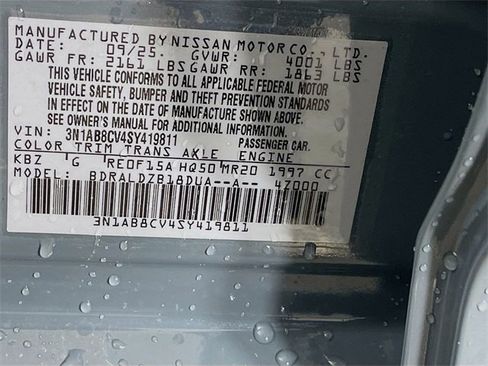 MANUFACTURED BY NISSAN MOTOR CO., LTD.
DATE: 09/25. GVWR: 4001 LBS
GAWR FR: 2161 LBS GAWR RR: 1863 LBS
THIS VEHICLE CONFORMS TO ALL APPLICABLE FEDERAL MOTOR
VEHICLE SAFETY, BUMPER AND THEFT PREVENTION STANDARDS
IN EFFECT ON THE DATE OF MANUFACTURE SHOWN ABOVE.
SEE OWNER'S MANUAL FOR ADDITIONAL INFORMATION
VIN: 3N1AB8CV4SY419811 PASSENGER CAR.
COLOR TRIM TRANS AXLE ENGINE
KBZ G RE0F15A HQ50 MR20 1997 CC
MODEL: BDRALDZB18DUA--A-- 4Z000
3N1AB8CV4SY419811